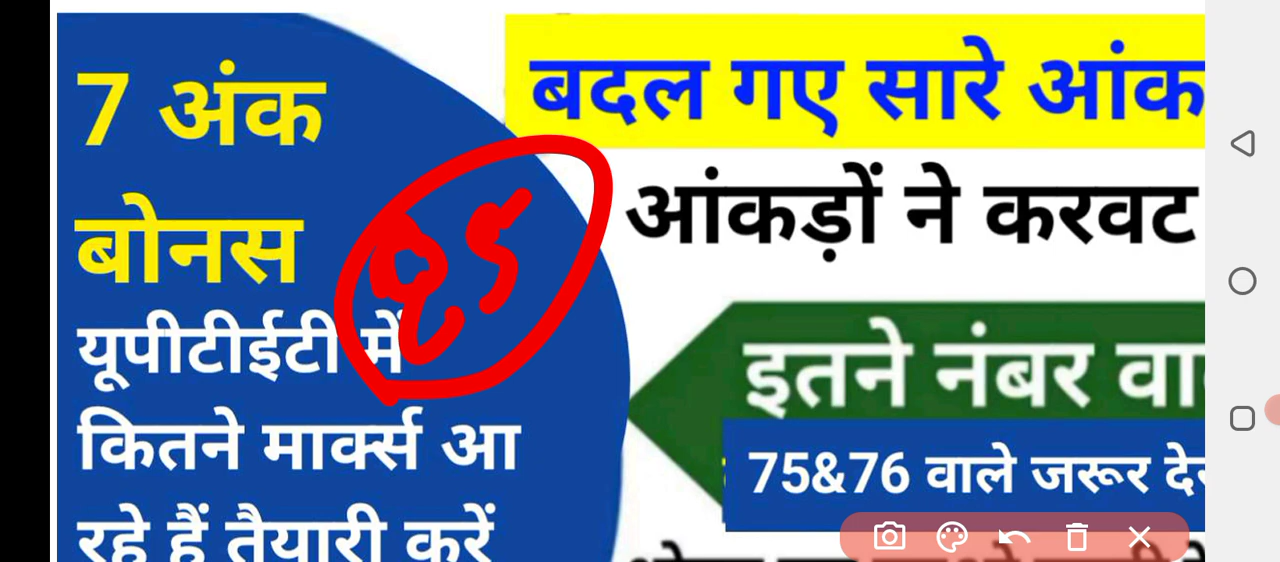 7 अंक
बोनस
यूपीटीईटी में
कितने मार्क्स आ
रहे हैं तैयारी करें
बदल गए सारे
आंकड़ों ने करवट
इतने नंबर
75&76 वाले जरूर